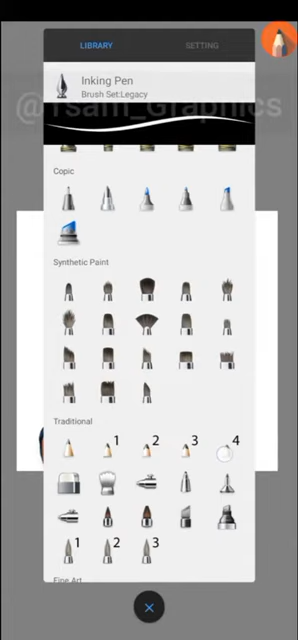 LIBRARY
SETTING
Inking Pen
Brush Set:Legacy
@Tsam_Graphics
Copic
Synthetic Paint
Traditional
1
2
3
4
1
2
3
Fine Art